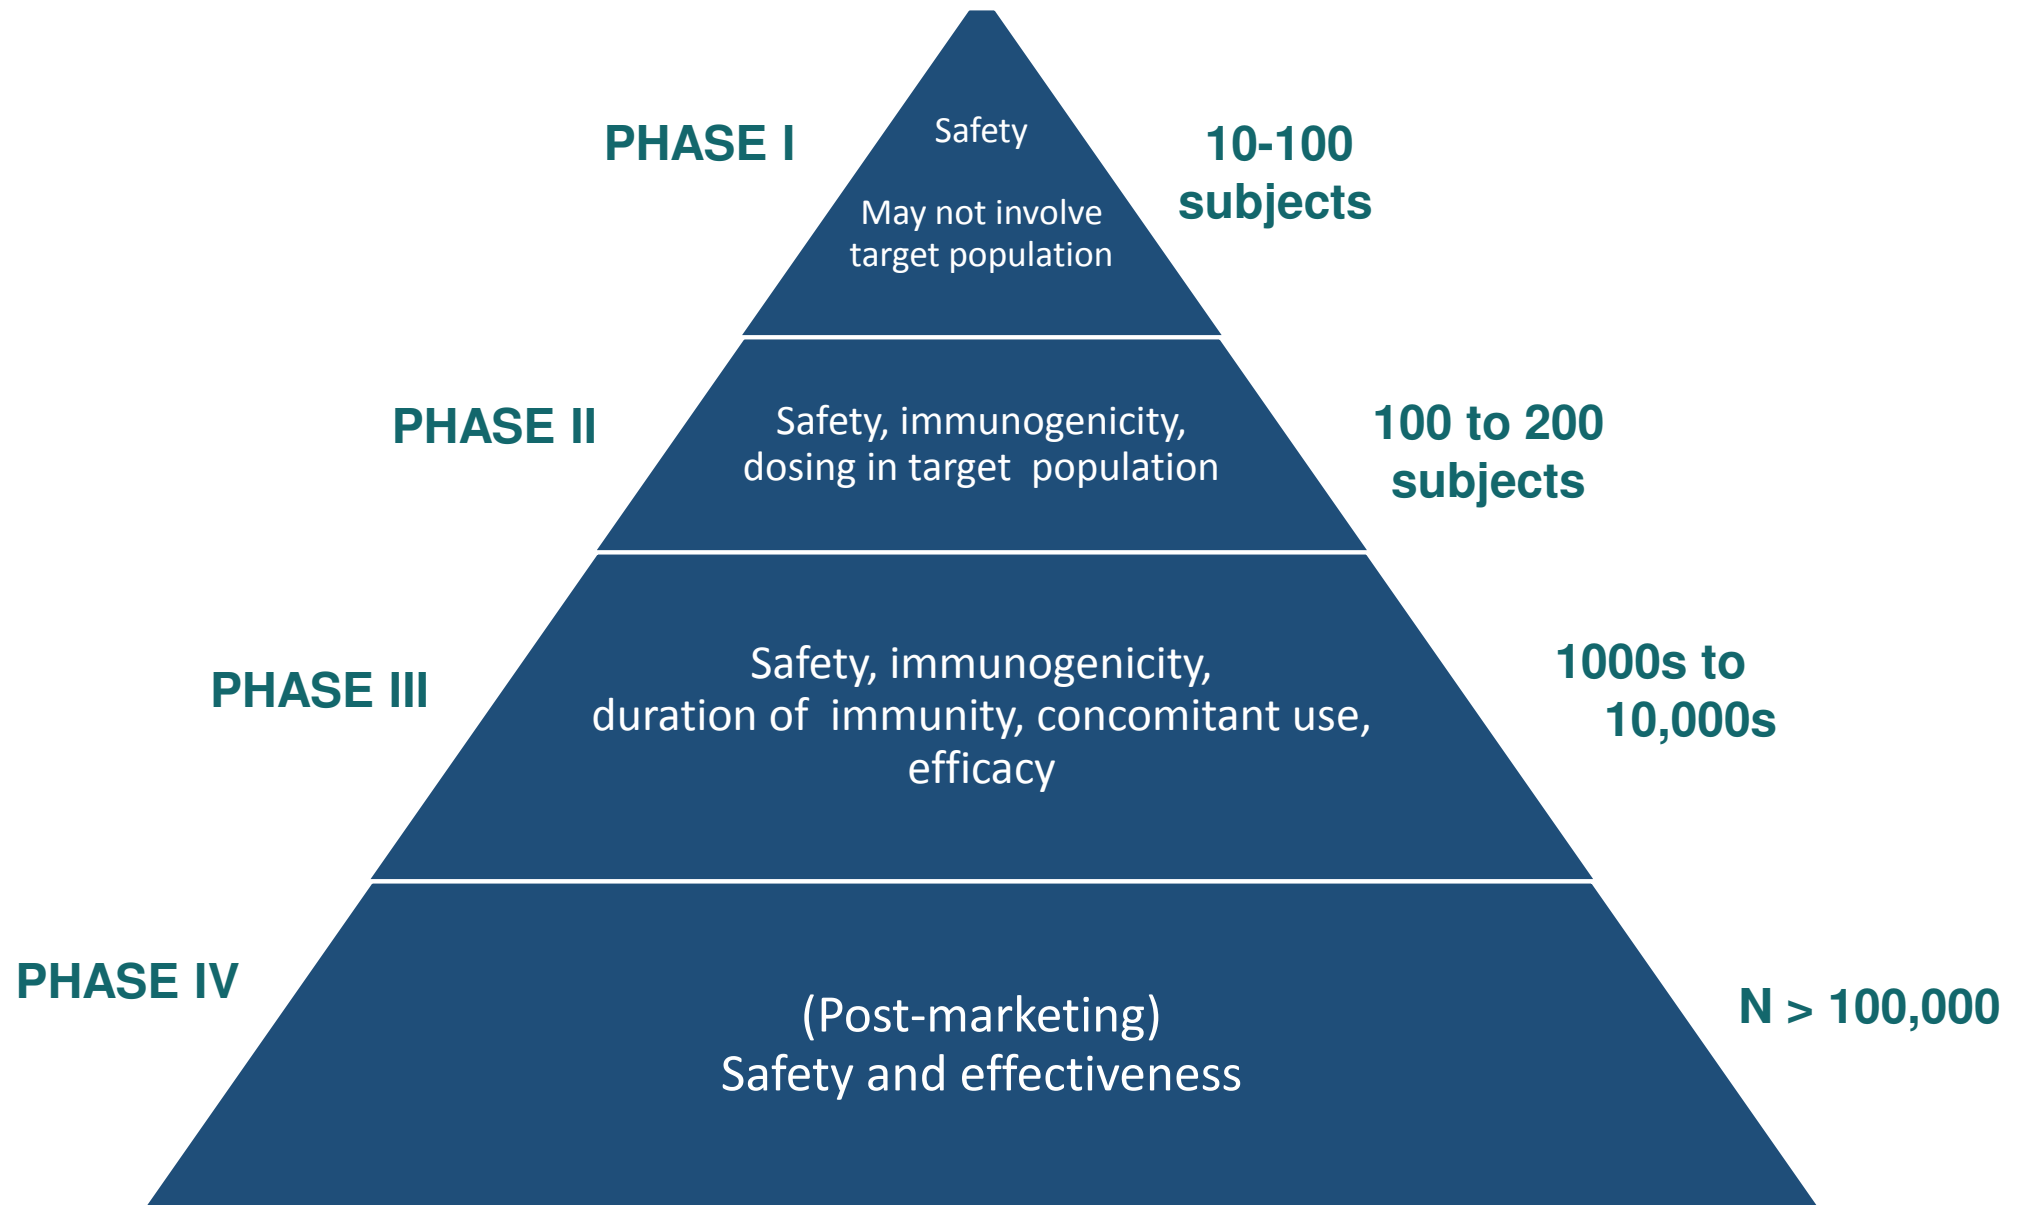 PHASE I
Safety
May not involve
target population
10-100
subjects
PHASE II
Safety, immunogenicity,
dosing in target population
100 to 200
subjects
PHASE III
Safety, immunogenicity,
duration of immunity, concomitant use,
efficacy
1000s to
10,000s
PHASE IV
(Post-marketing)
Safety and effectiveness
N > 100,000